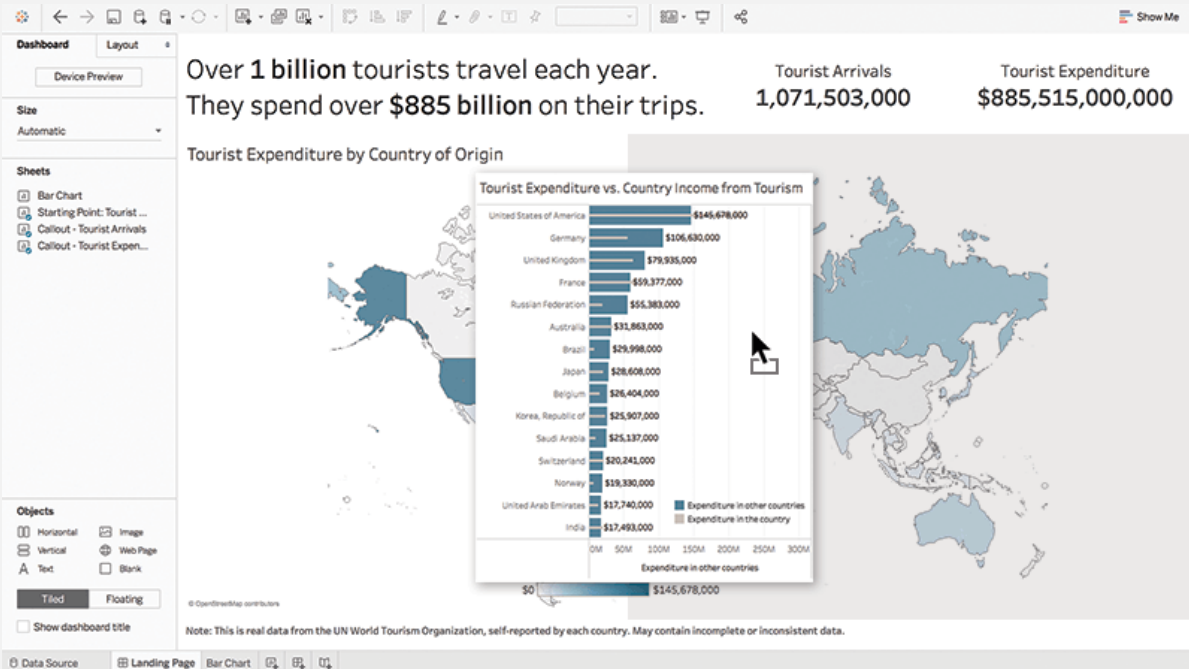 Show Me
Dashboard
Layout
Device Preview
Size
Automatic
Sheets
Bar Chart
Starting Point: Tourist ...
Callout - Tourist Arrivals
Callout - Tourist Expen...
Objects
Horizontal
Image
Vertical
Web Page
A Text
Blank
Tiled
Floating
Show dashboard title
Over 1 billion tourists travel each year.
They spend over $885 billion on their trips.
Tourist Arrivals
1,071,503,000
Tourist Expenditure
$885,515,000,000
Tourist Expenditure by Country of Origin
Tourist Expenditure vs. Country Income from Tourism
United States of America $145,678,000
Germany $106,630,000
United Kingdom $79,935,000
France $59,377,000
Russian Federation $55,383,000
Australia $31,863,000
Brazil $29,998,000
Japan $28,608,000
Belgium $26,404,000
Korea, Republic of $25,907,000
Saudi Arabia $25,137,000
Switzerland $20,241,000
Norway $19,330,000
United Arab Emirates $17,740,000
India $17,493,000
Expenditure in other countries
Expenditure in the country
0M 50M 100M 150M 200M 250M 300M
Expenditure in other countries
$0 $145,678,000
© OpenStreetMap contributors
Note: This is real data from the UN World Tourism Organization, self-reported by each country. May contain incomplete or inconsistent data.
Data Source
Landing Page
Bar Chart